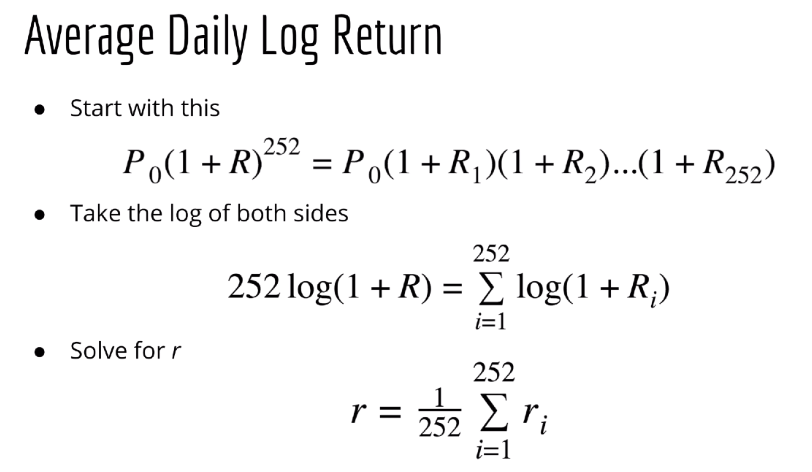 Average Daily Log Return
● Start with this
P₀(1 + R)²⁵² = P₀(1 + R₁)(1 + R₂)...(1 + R₂₅₂)
● Take the log of both sides
252 log(1 + R) = ∑_{i=1}^{252} log(1 + Rᵢ)
● Solve for r
r = 1/252 ∑_{i=1}^{252} rᵢ